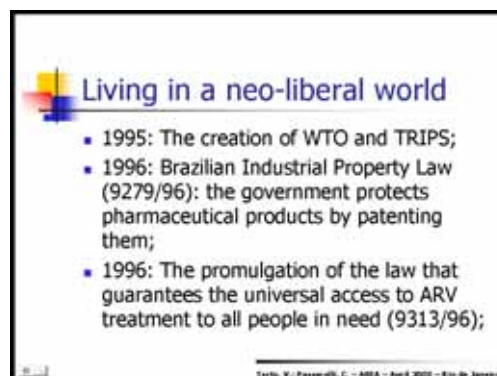 Living in a neo-liberal world
1995: The creation of WTO and TRIPS;
1996: Brazilian Industrial Property Law
(9279/96): the government protects
pharmaceutical products by patenting
them;
1996: The promulgation of the law that
guarantees the universal access to ARV
treatment to all people in need (9313/96);